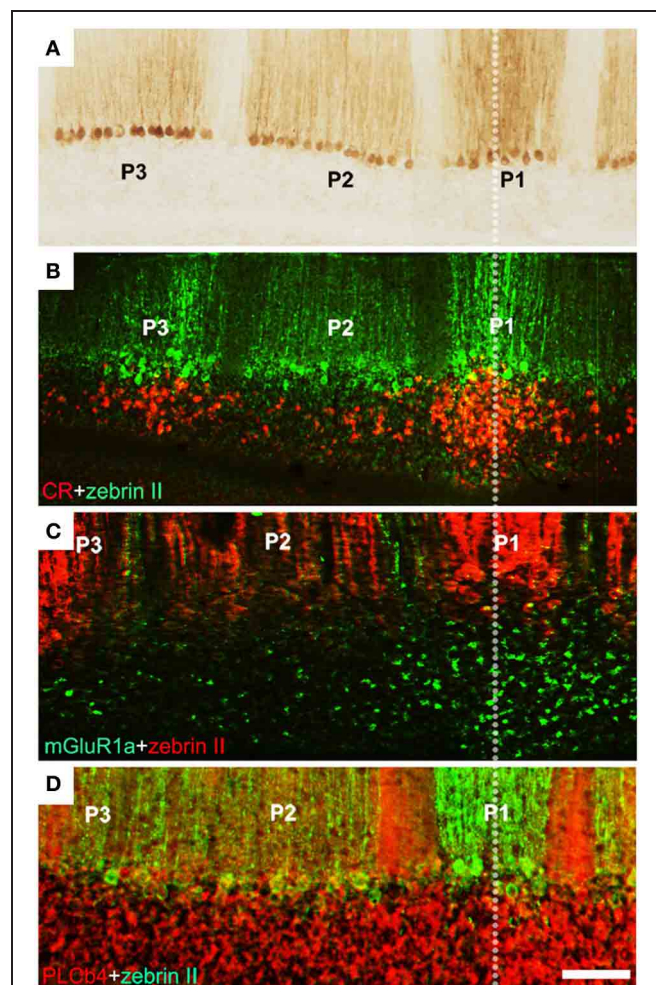 A
P3
P2
P1
B
P3
P2
P1
CR+zebrin II
C
P3
P2
P1
mGluR1a+zebrin II
D
P3
P2
P1
PLCb4+zebrin II